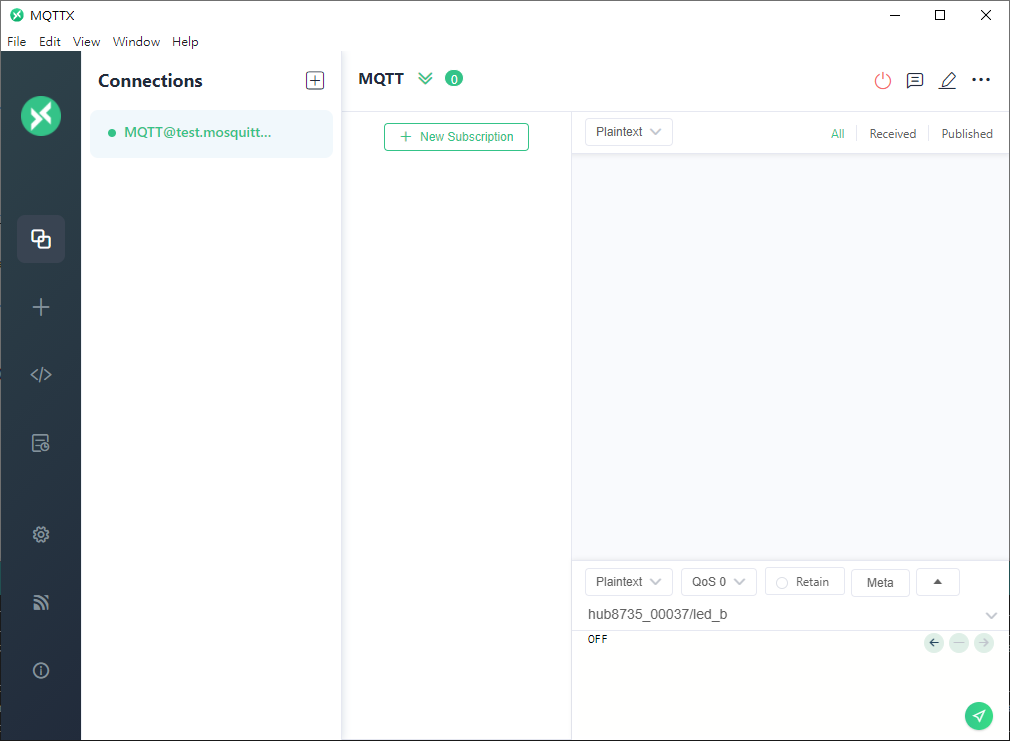 MQTTX
File Edit View Window Help
Connections
MQTT@test.mosquitt...
MQTT 0
+ New Subscription
Plaintext
All Received Published
Plaintext QoS 0 Retain Meta
hub8735_00037/led_b
OFF